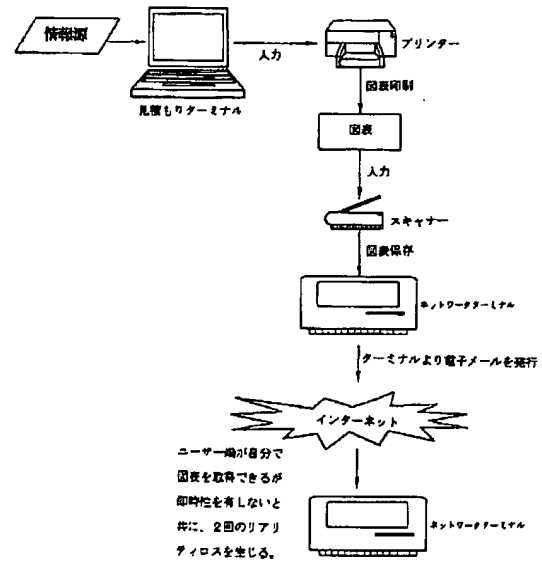 情報源
入力
プリンター
見積もりターミナル
図表印刷
図表
入力
スキャナー
図表保存
ネットワークターミナル
ターミナルより電子メールを発行
インターネット
ユーザー端が自分で
図表を取得できるが
即時性を有しないと
共に、2回のリアリ
ティロスを生じる。
ネットワークターミナル